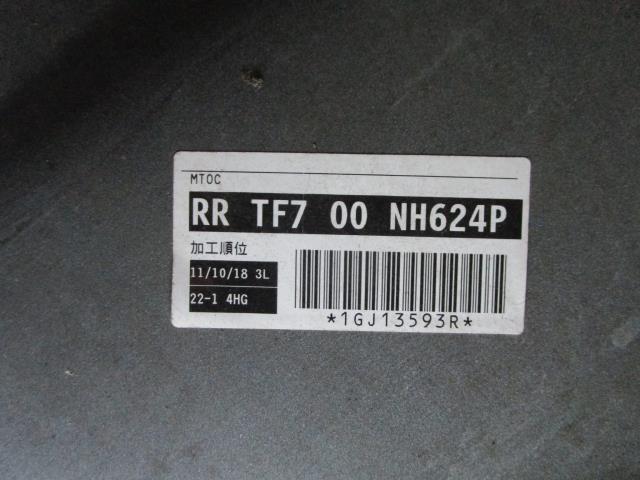 MTOC
RR TF7 00 NH624P
加工順位
11/10/18 3L
22-1 4HG
*1GJ13593R*